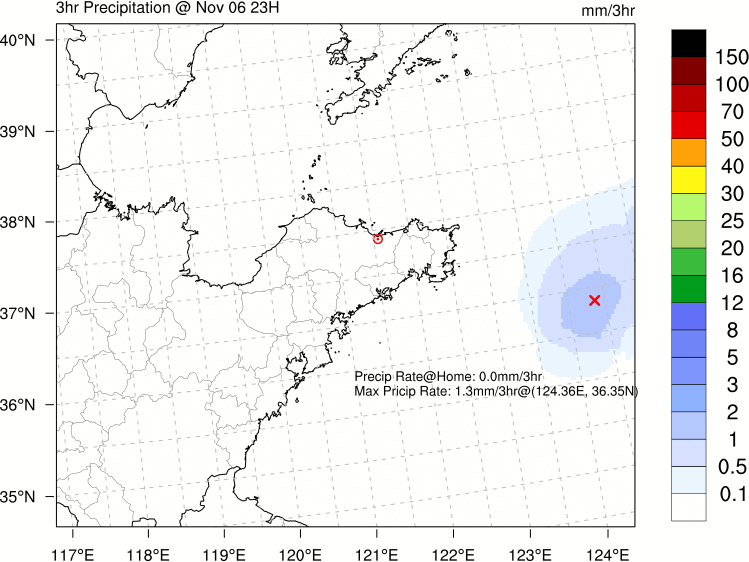 3hr Precipitation @ Nov 06 23H
mm/3hr
40°N
39°N
38°N
37°N
36°N
35°N
150
100
70
50
40
30
25
20
16
12
8
5
3
2
1
0.5
0.1
Precip Rate@Home: 0.0mm/3hr
Max Pricip Rate: 1.3mm/3hr@(124.36E, 36.35N)
117°E 118°E 119°E 120°E 121°E 122°E 123°E 124°E